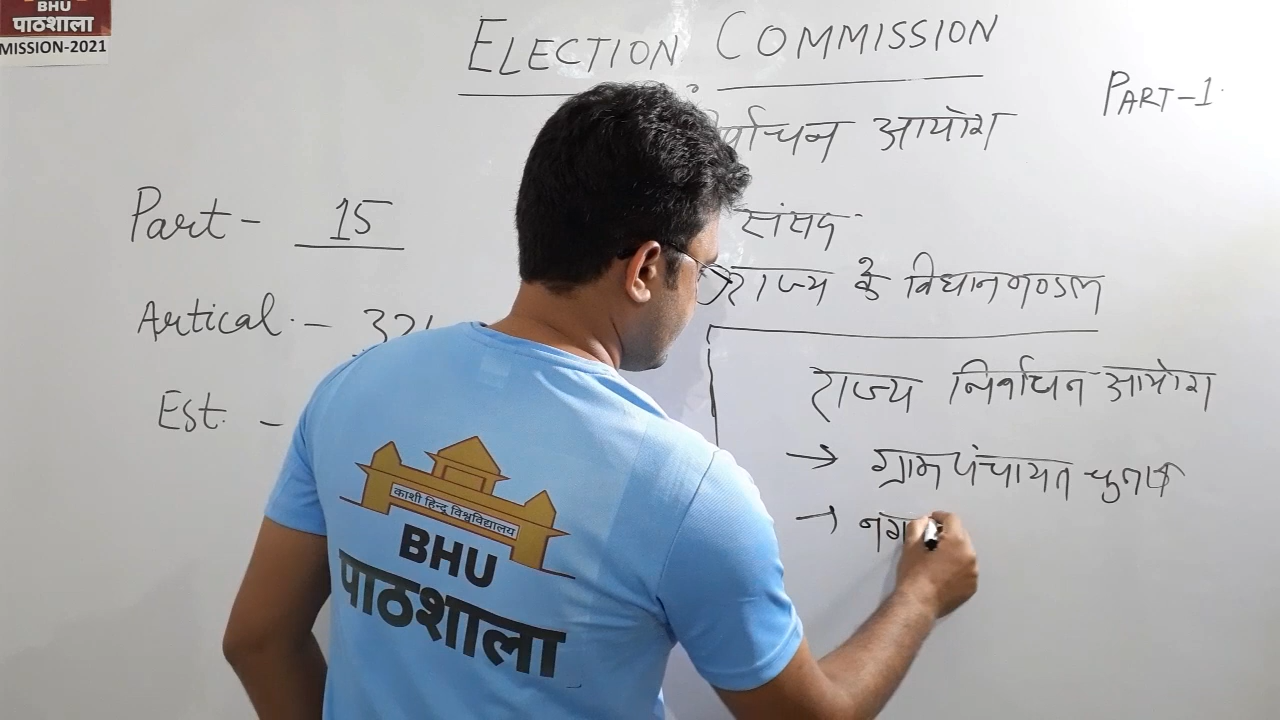 BHU
पाठशाला
MISSION-2021
ELECTION COMMISSION
PART-1
आयोग
Part- 15
संसद
राज्य के विधानमण्डल
Artical -
राज्य निर्वाचन आयोग
Est. -
→ ग्राम पंचायत चुनाव
→ नग
काशी हिन्दू विश्वविद्यालय
BHU
पाठशाला